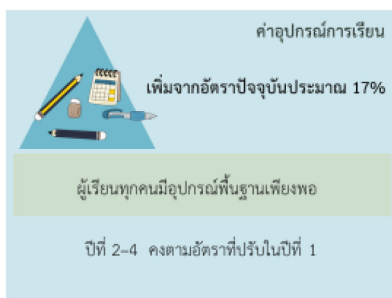 ค่าอุปกรณ์การเรียน
เพิ่มจากอัตราปัจจุบันประมาณ 17%
ผู้เรียนทุกคนมีอุปกรณ์พื้นฐานเพียงพอ
ปีที่ 2–4 คงตามอัตราที่ปรับในปีที่ 1